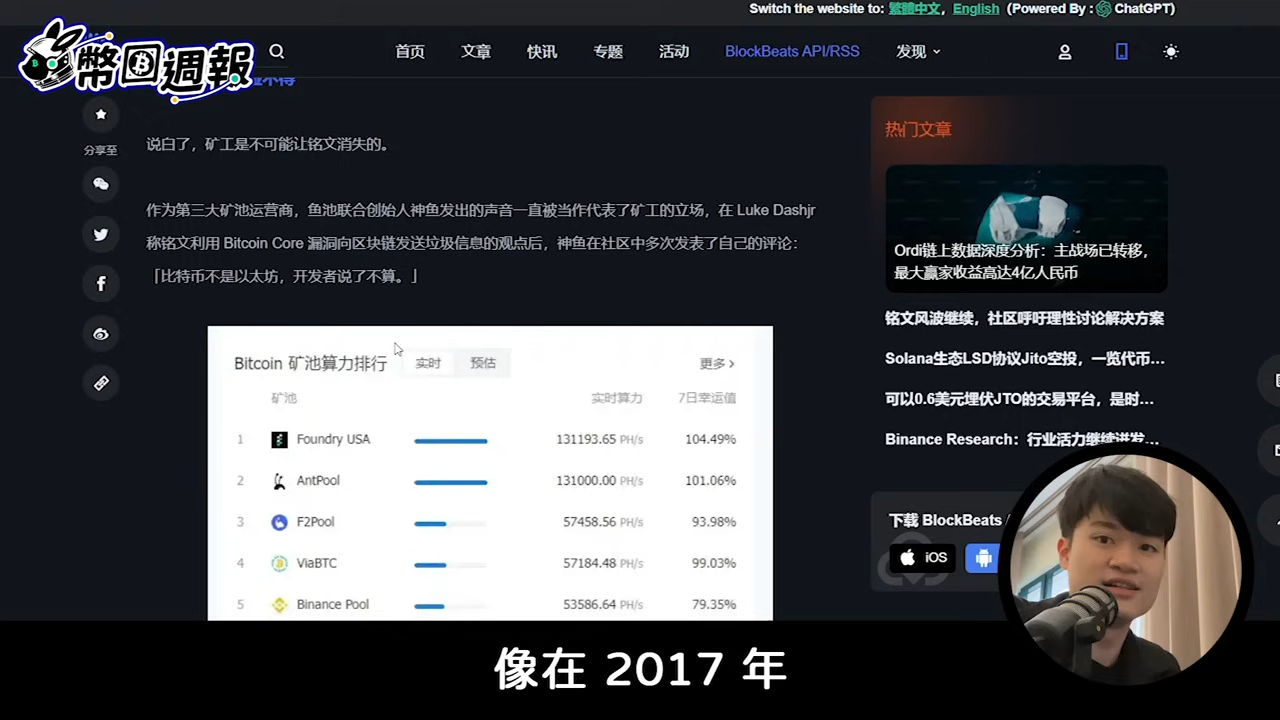 Switch the website to: 繁體中文, English (Powered By : ChatGPT)
幣圈週報
首页 文章 快讯 专题 活动 BlockBeats API/RSS 发现
说白了，矿工是不可能让铭文消失的。
分享至
作为第三大矿池运营商，鱼池联合创始人神鱼发出的声音一直被当作代表了矿工的立场，在 Luke Dashjr
称铭文利用 Bitcoin Core 漏洞向区块链发送垃圾信息的观点后，神鱼在社区中多次发表了自己的评论：
「比特币不是以太坊，开发者说了不算。」
Bitcoin 矿池算力排行 实时 预估 更多
矿池 实时算力 7日幸运值
1 Foundry USA 131193.65 PH/s 104.49%
2 AntPool 131000.00 PH/s 101.06%
3 F2Pool 57458.56 PH/s 93.98%
4 ViaBTC 57184.48 PH/s 99.03%
5 Binance Pool 53586.64 PH/s 79.35%
热门文章
Ordi链上数据深度分析：主战场已转移，
最大赢家收益高达4亿人民币
铭文风波继续，社区呼吁理性讨论解决方案
Solana生态LSD协议Jito空投，一览代币...
可以0.6美元埋伏JTO的交易平台，是时...
Binance Research：行业活力继续迸发...
下载 BlockBeats
iOS
像在 2017 年